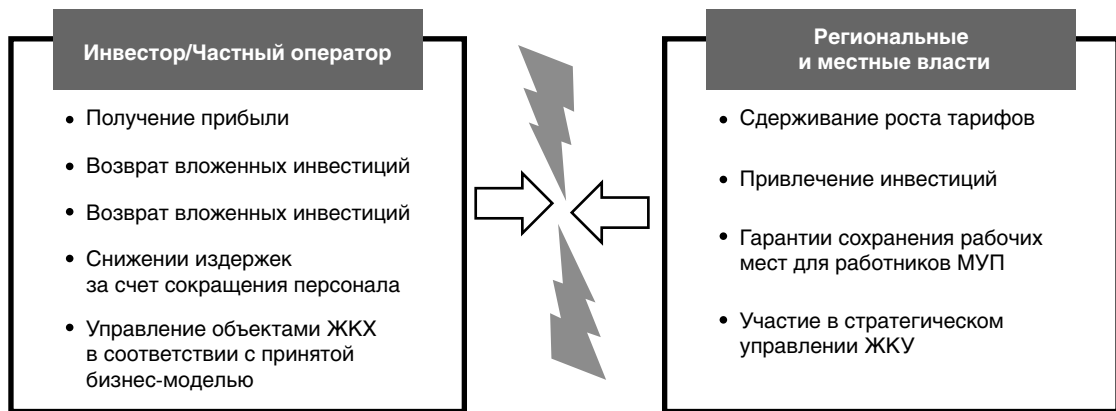 Инвестор/Частный оператор
• Получение прибыли
• Возврат вложенных инвестиций
• Возврат вложенных инвестиций
• Снижении издержек
за счет сокращения персонала
• Управление объектами ЖКХ
в соответствии с принятой
бизнес-моделью
Региональные
и местные власти
• Сдерживание роста тарифов
• Привлечение инвестиций
• Гарантии сохранения рабочих
мест для работников МУП
• Участие в стратегическом
управлении ЖКУ